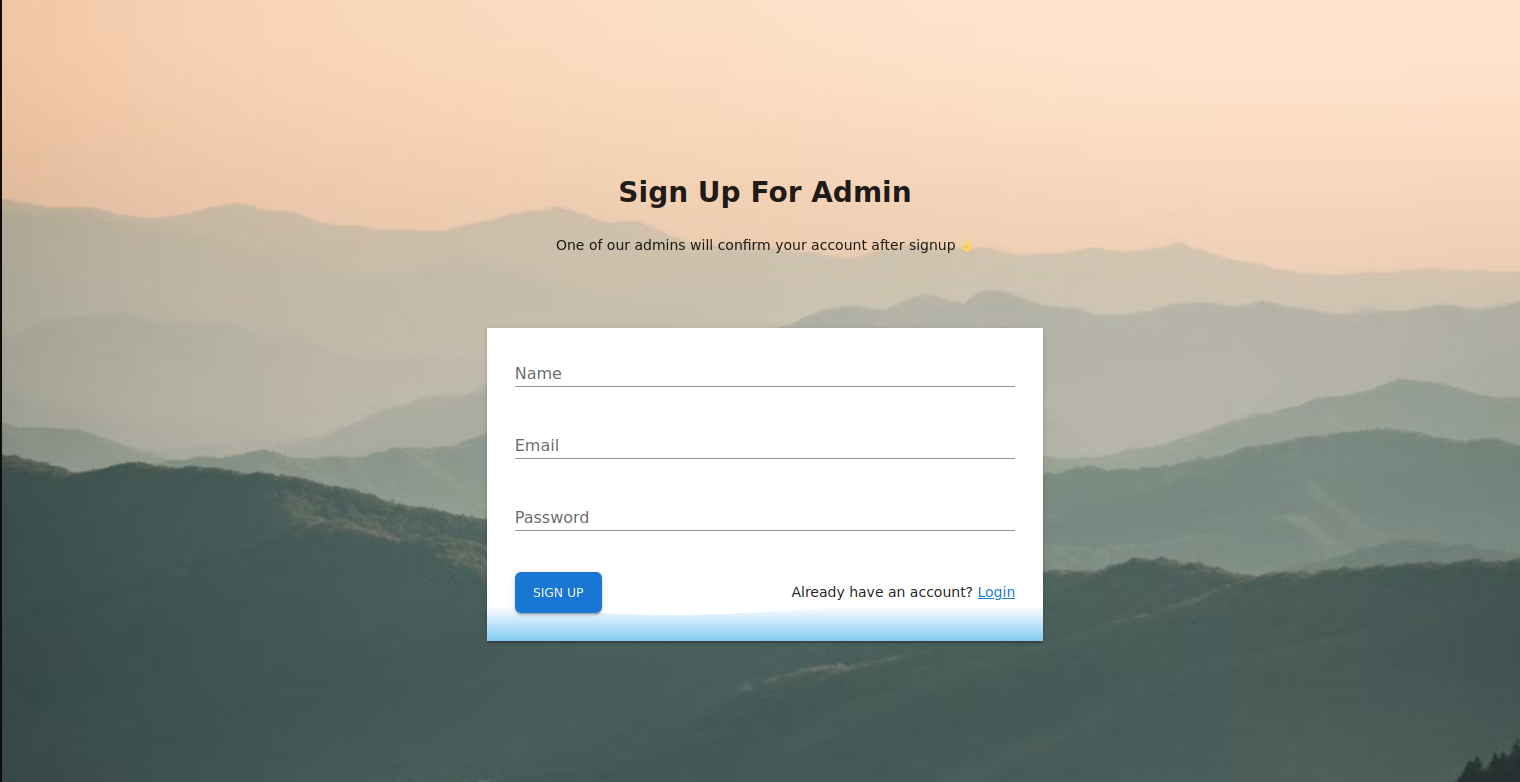 Sign Up For Admin
One of our admins will confirm your account after signup
Name
Email
Password
SIGN UP
Already have an account? Login